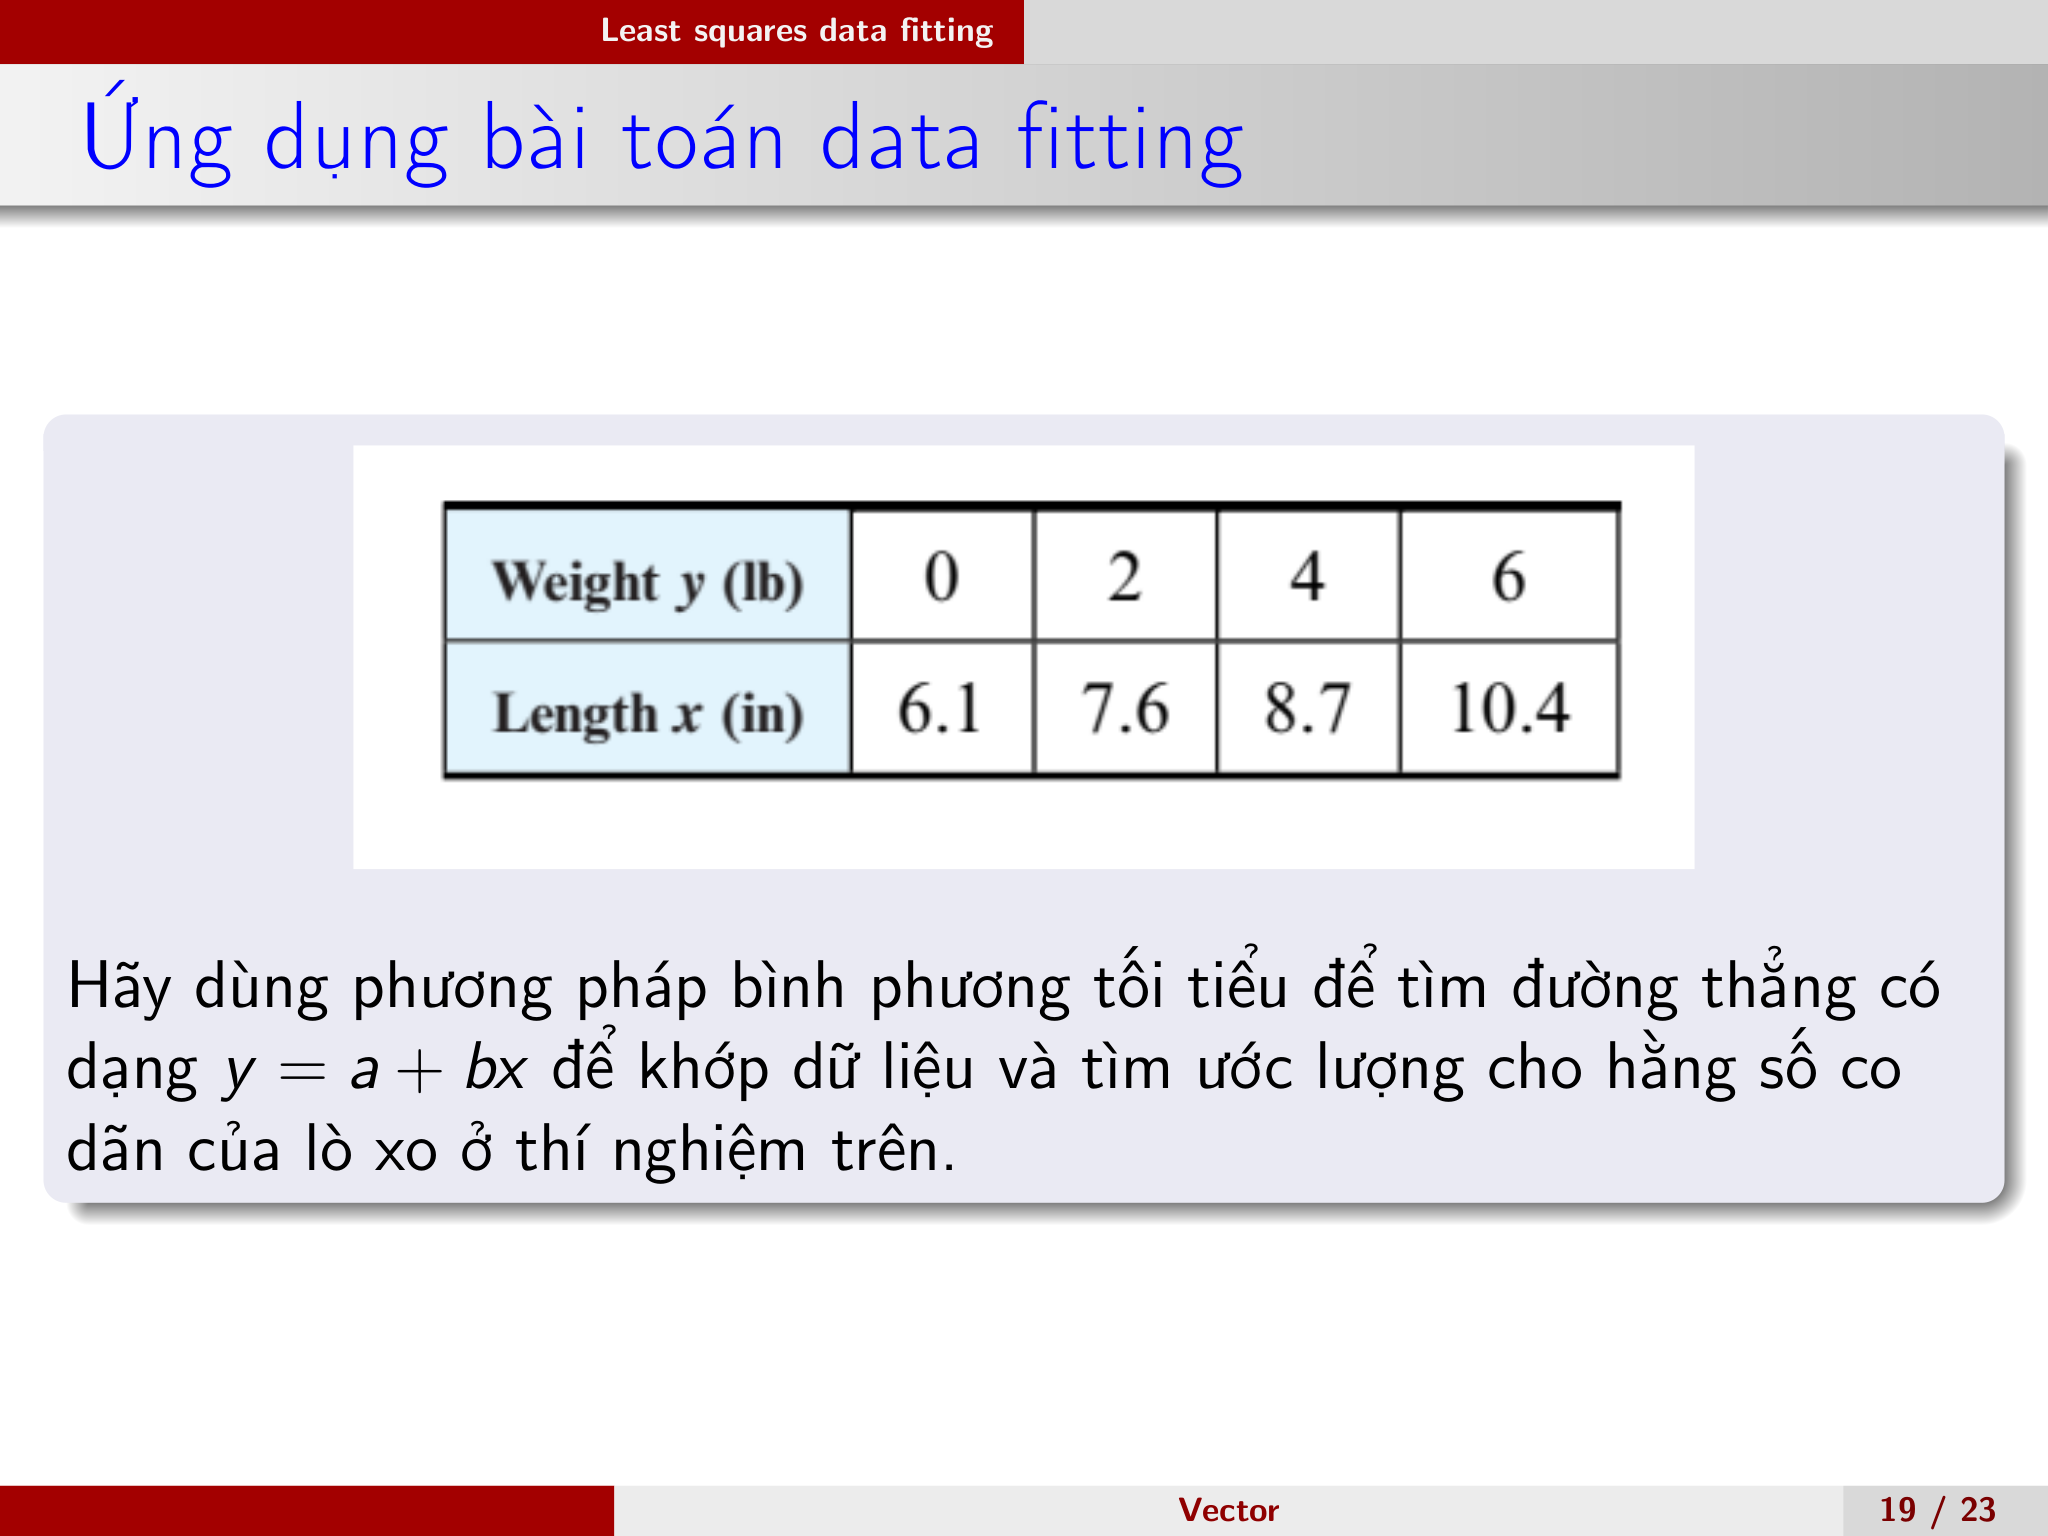 Least squares data fitting
Ứng dụng bài toán data fitting
Weight y (lb) 0 2 4 6
Length x (in) 6.1 7.6 8.7 10.4
Hãy dùng phương pháp bình phương tối tiểu để tìm đường thẳng có
dạng y = a + bx để khớp dữ liệu và tìm ước lượng cho hằng số co
dãn của lò xo ở thí nghiệm trên.
Vector 19 / 23